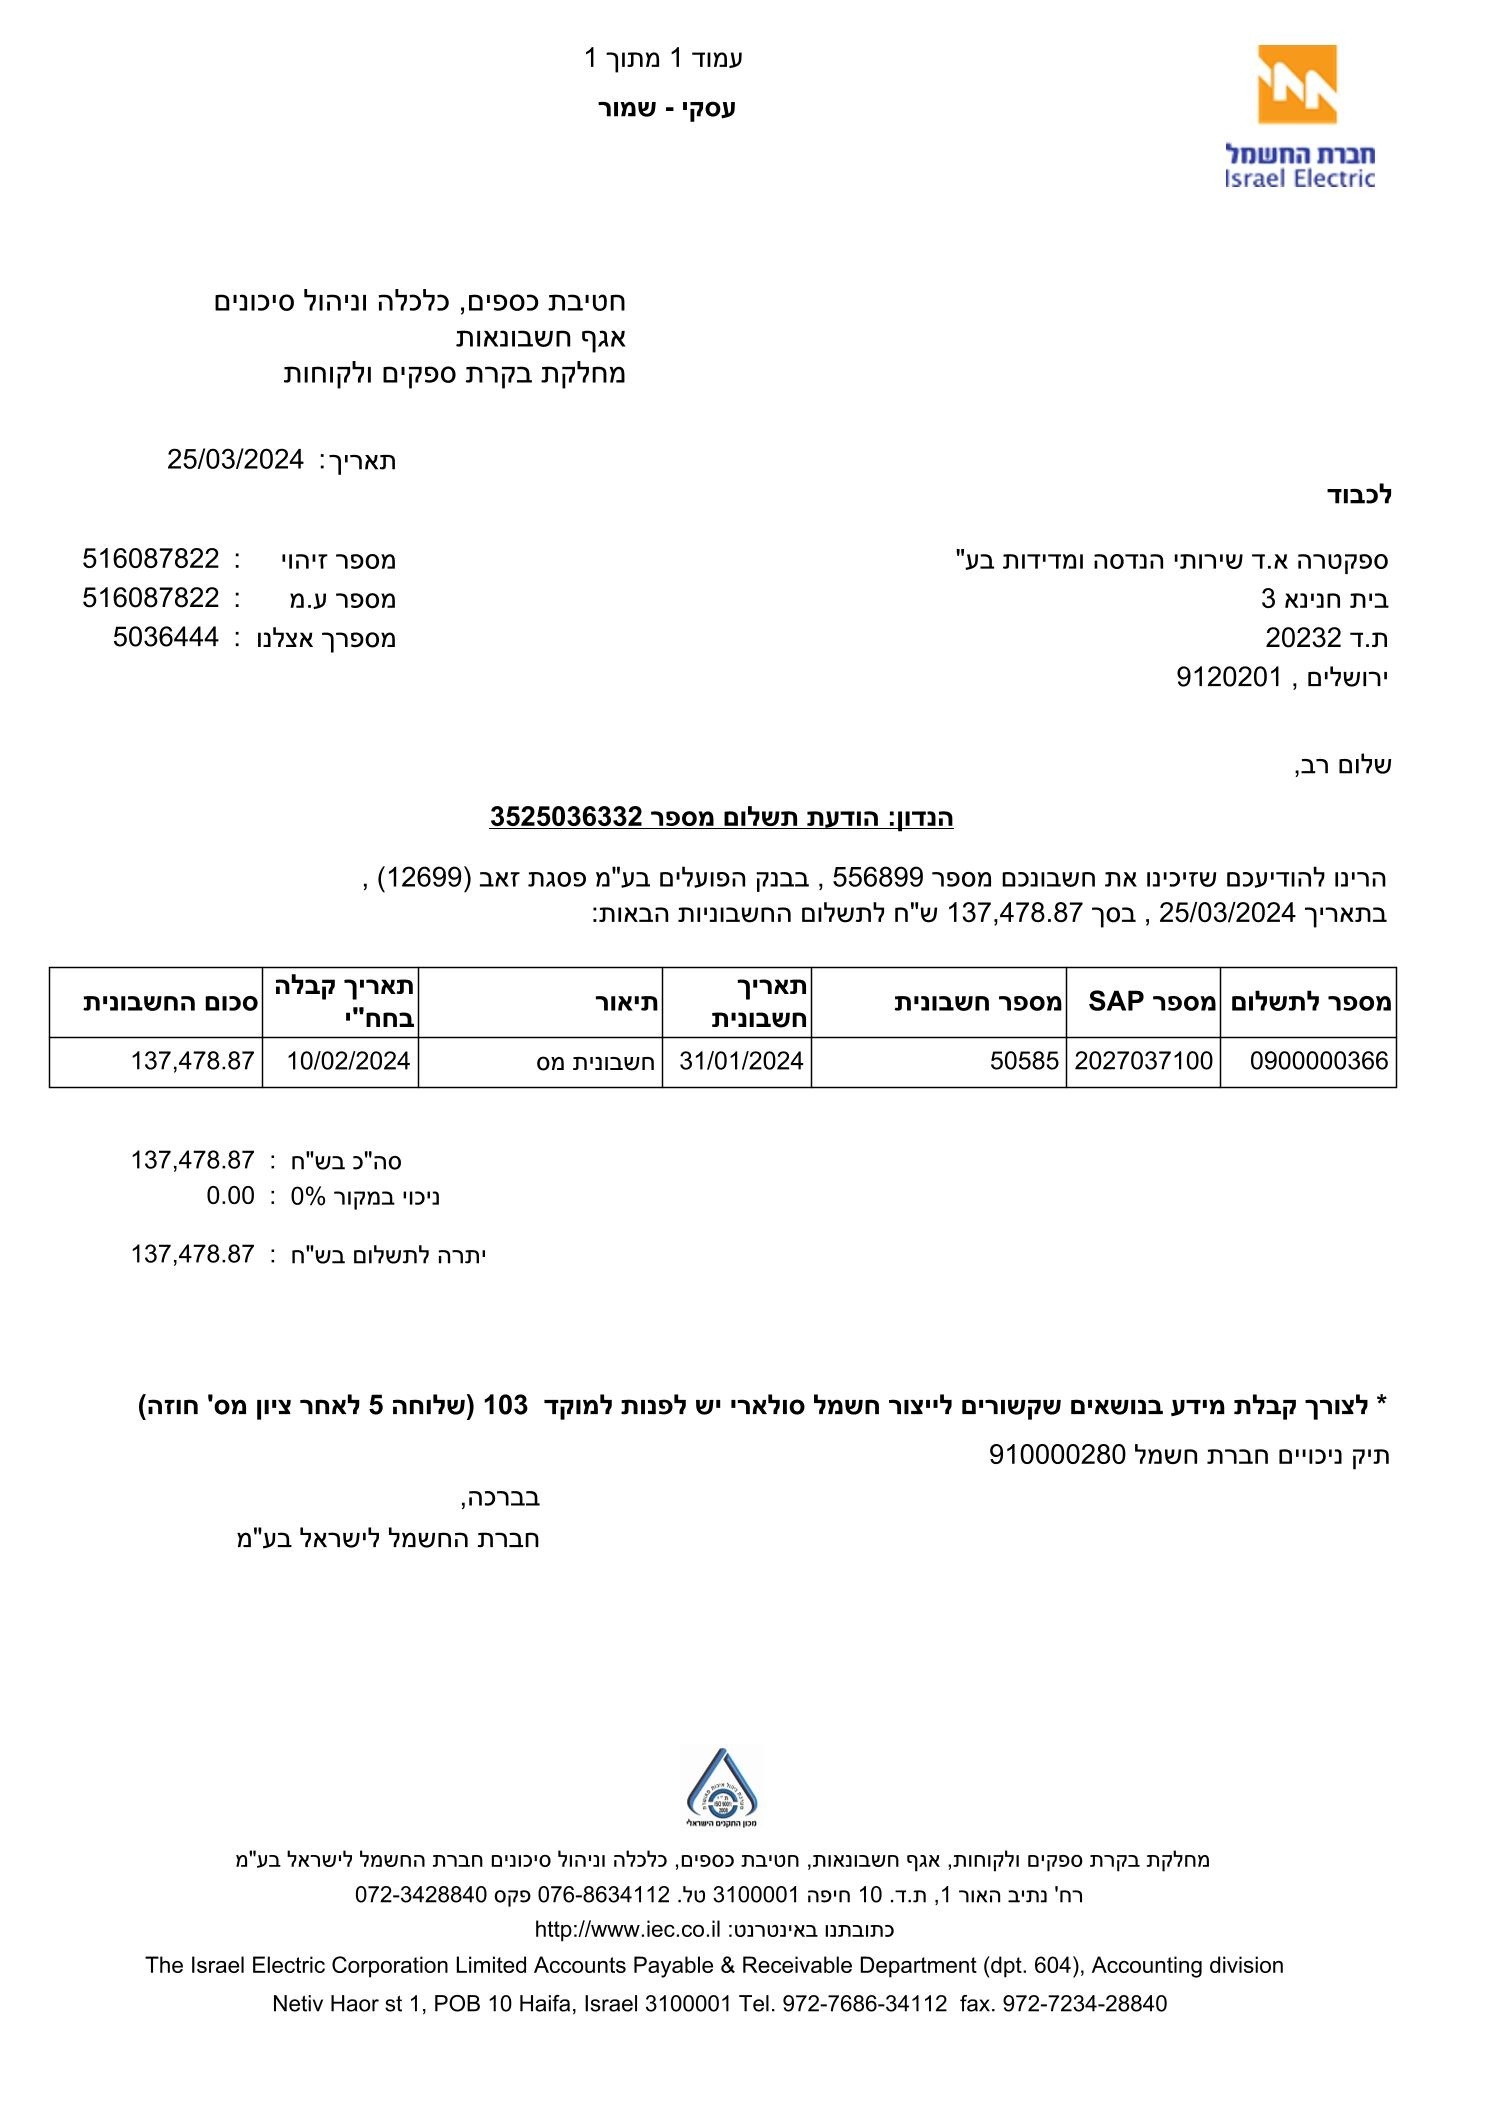 עמוד 1 מתוך 1
עסקי - שמור
חברת החשמל
Israel Electric
חטיבת כספים, כלכלה וניהול סיכונים
אגף חשבונאות
מחלקת בקרת ספקים ולקוחות
תאריך: 25/03/2024
לכבוד
ספקטרה א.ד שירותי הנדסה ומדידות בע"
בית חנינא 3
ת.ד 20232
ירושלים , 9120201
מספר זיהוי : 516087822
מספר ע.מ : 516087822
מספרך אצלנו : 5036444
שלום רב,
הנדון: הודעת תשלום מספר 3525036332
הרינו להודיעכם שזיכינו את חשבונכם מספר 556899 , בבנק הפועלים בע"מ פסגת זאב (12699) ,
בתאריך 25/03/2024 , בסך 137,478.87 ש"ח לתשלום החשבוניות הבאות:
מספר לתשלום מספר SAP מספר חשבונית תאריך חשבונית תיאור תאריך קבלה בחח"י סכום החשבונית
0900000366 2027037100 50585 31/01/2024 חשבונית מס 10/02/2024 137,478.87
סה"כ בש"ח : 137,478.87
ניכוי במקור 0% : 0.00
יתרה לתשלום בש"ח : 137,478.87
* לצורך קבלת מידע בנושאים שקשורים לייצור חשמל סולארי יש לפנות למוקד 103 (שלוחה 5 לאחר ציון מס' חוזה)
תיק ניכויים חברת חשמל 910000280
בברכה,
חברת החשמל לישראל בע"מ
ISO 9001
2008
מכון התקנים הישראלי
מחלקת בקרת ספקים ולקוחות, אגף חשבונאות, חטיבת כספים, כלכלה וניהול סיכונים חברת החשמל לישראל בע"מ
רח' נתיב האור 1, ת.ד. 10 חיפה 3100001 טל. 076-8634112 פקס 072-3428840
כתובתנו באינטרנט: http://www.iec.co.il
The Israel Electric Corporation Limited Accounts Payable & Receivable Department (dpt. 604), Accounting division
Netiv Haor st 1, POB 10 Haifa, Israel 3100001 Tel. 972-7686-34112 fax. 972-7234-28840